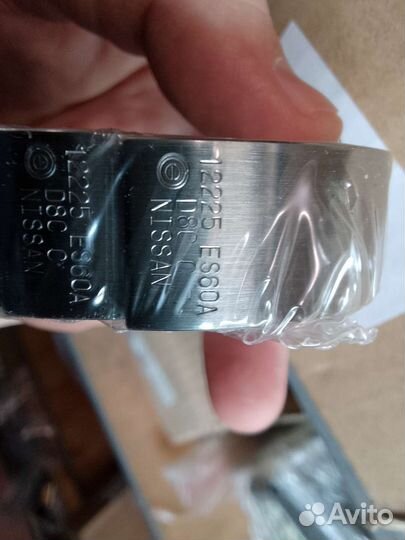 12225 ES60A
D8C C
NISSAN
12225 ES60A
D8C C
NISSAN
Avito